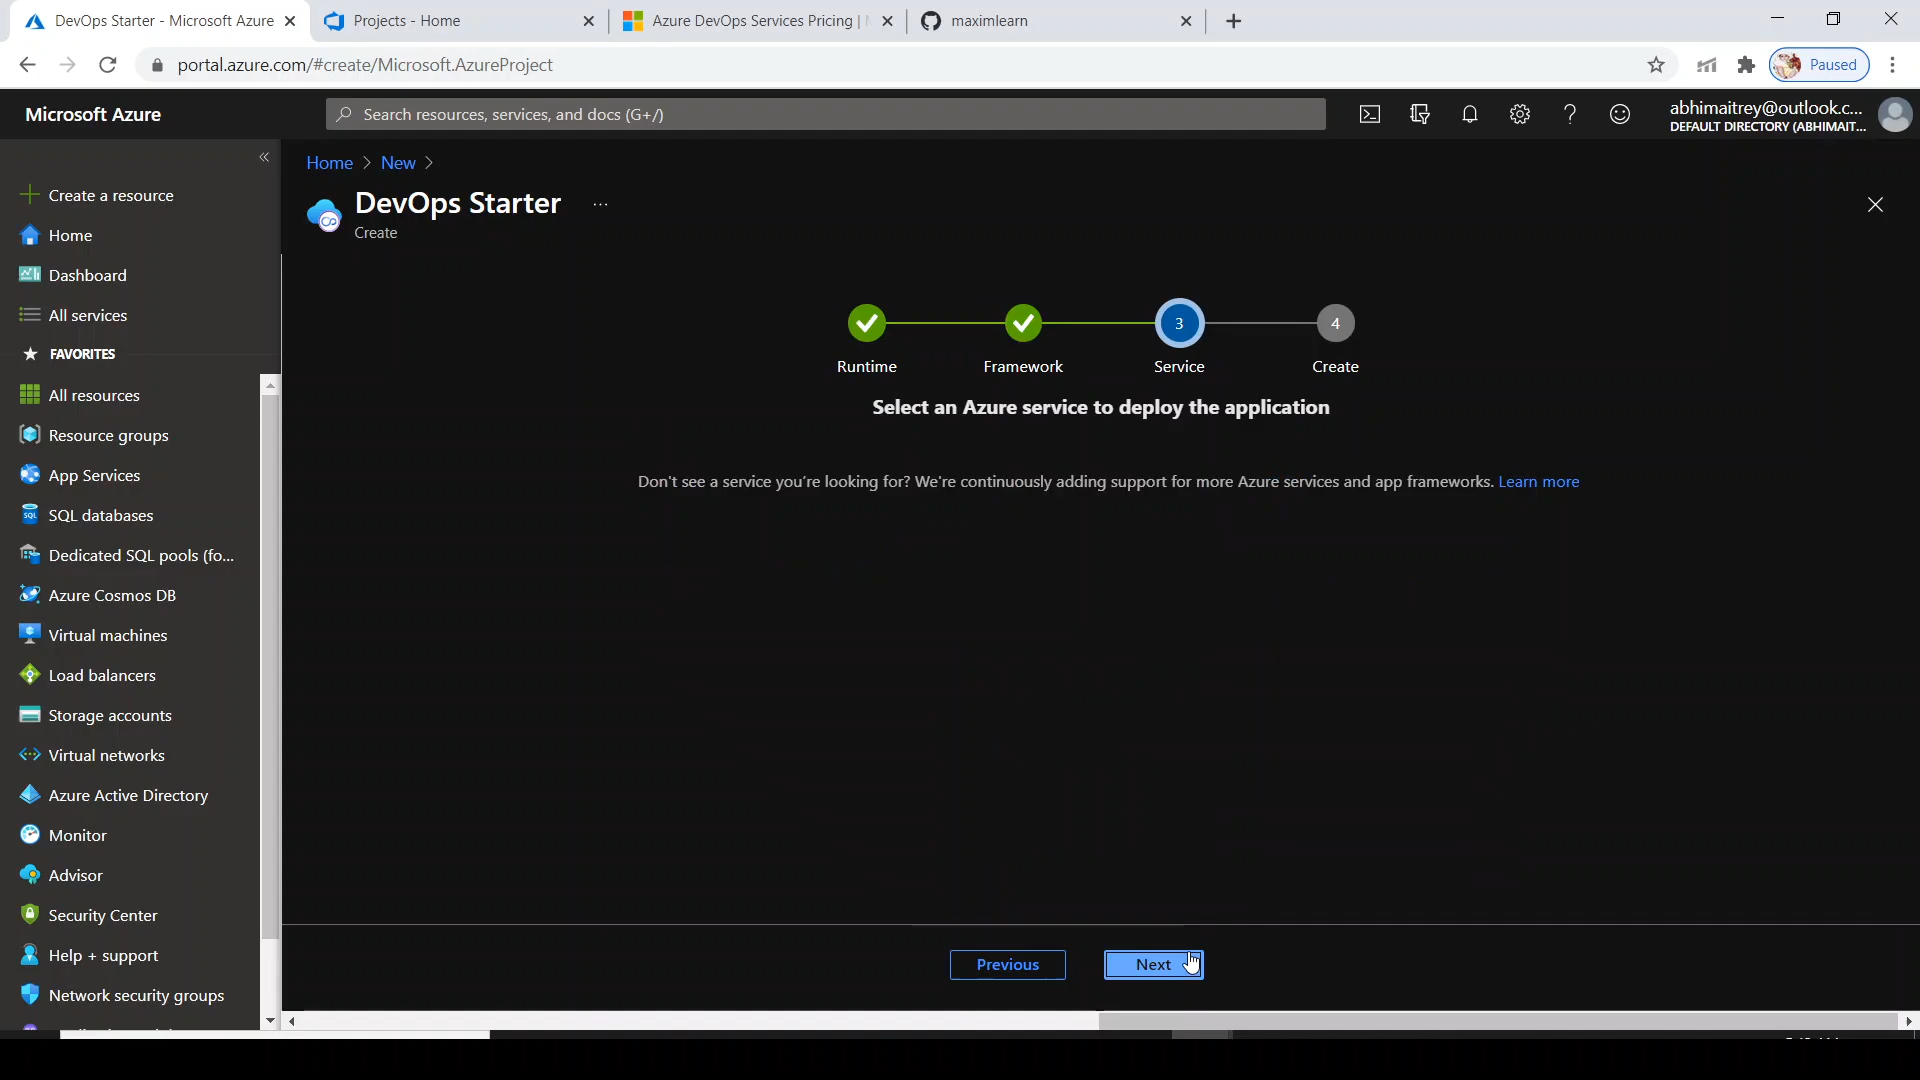 DevOps Starter - Microsoft Azure
Projects - Home
Azure DevOps Services Pricing |
maximlearn
portal.azure.com/#create/Microsoft.AzureProject
Paused
Microsoft Azure
Search resources, services, and docs (G+/)
abhimaitrey@outlook.c...
DEFAULT DIRECTORY (ABHIMAIT...
Create a resource
Home
Dashboard
All services
FAVORITES
All resources
Resource groups
App Services
SQL databases
Dedicated SQL pools (fo...
Azure Cosmos DB
Virtual machines
Load balancers
Storage accounts
Virtual networks
Azure Active Directory
Monitor
Advisor
Security Center
Help + support
Network security groups
Home > New >
DevOps Starter ...
Create
3
4
Runtime
Framework
Service
Create
Select an Azure service to deploy the application
Don't see a service you're looking for? We're continuously adding support for more Azure services and app frameworks. Learn more
Previous
Next